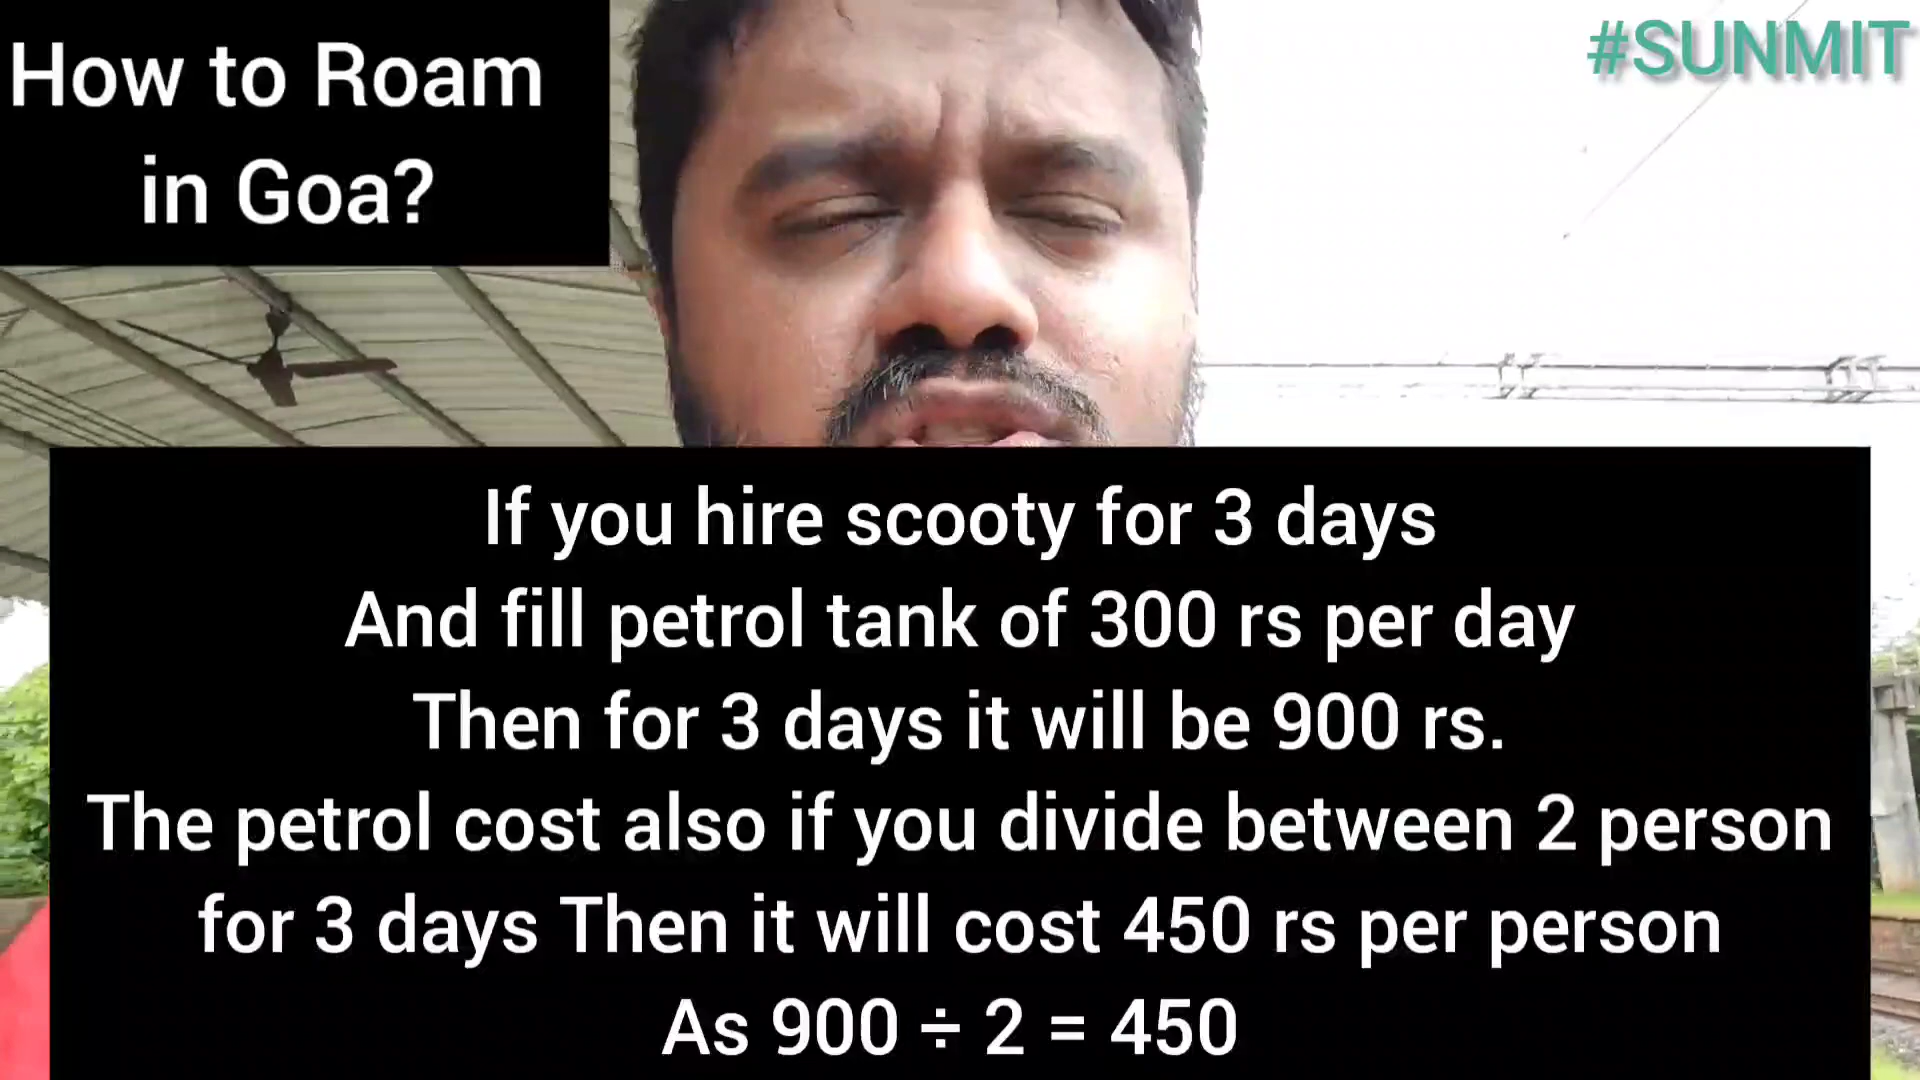 How to Roam
in Goa?
#SUNMIT
If you hire scooty for 3 days
And fill petrol tank of 300 rs per day
Then for 3 days it will be 900 rs.
The petrol cost also if you divide between 2 person
for 3 days Then it will cost 450 rs per person
As 900 ÷ 2 = 450